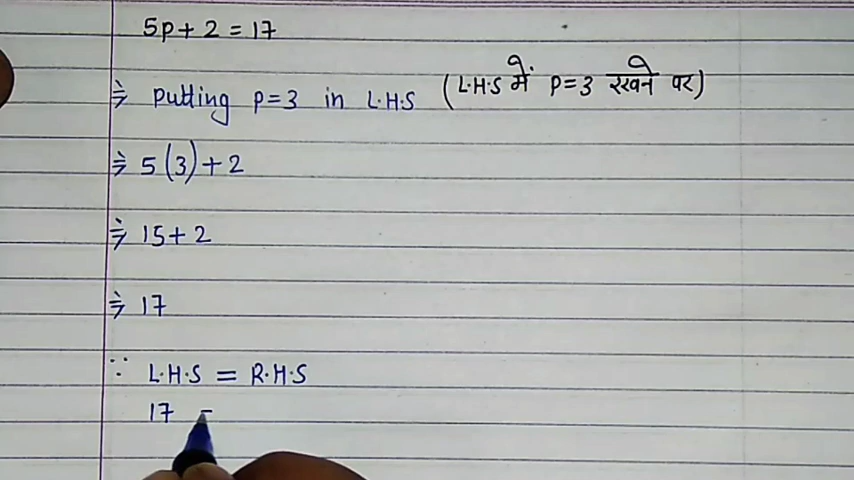 5p + 2 = 17
⇒ putting p=3 in L.H.S (L.H.S में p=3 रखने पर)
⇒ 5(3) + 2
⇒ 15 + 2
⇒ 17
∵ L.H.S = R.H.S
17 =